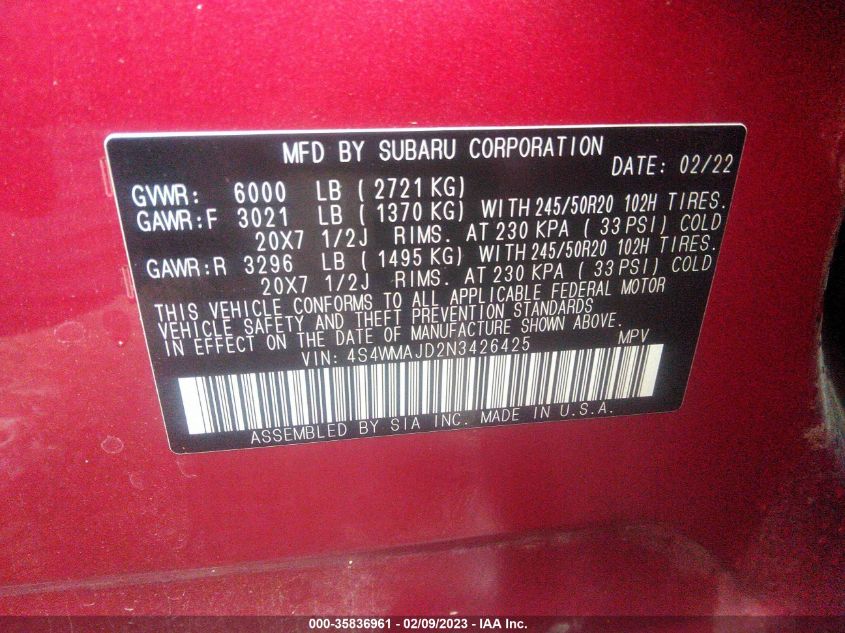 MFD BY SUBARU CORPORATION
DATE: 02/22
GVWR: 6000 LB ( 2721 KG)
GAWR:F 3021 LB ( 1370 KG) WITH 245/50R20 102H TIRES.
20X7 1/2J RIMS. AT 230 KPA ( 33 PSI) COLD
GAWR:R 3296 LB ( 1495 KG) WITH 245/50R20 102H TIRES.
20X7 1/2J RIMS. AT 230 KPA ( 33 PSI) COLD
THIS VEHICLE CONFORMS TO ALL APPLICABLE FEDERAL MOTOR
VEHICLE SAFETY AND THEFT PREVENTION STANDARDS
IN EFFECT ON THE DATE OF MANUFACTURE SHOWN ABOVE.
VIN: 4S4WMAJD2N3426425 MPV
ASSEMBLED BY SIA INC. MADE IN U.S.A.
000-35836961 - 02/09/2023 - IAA Inc.